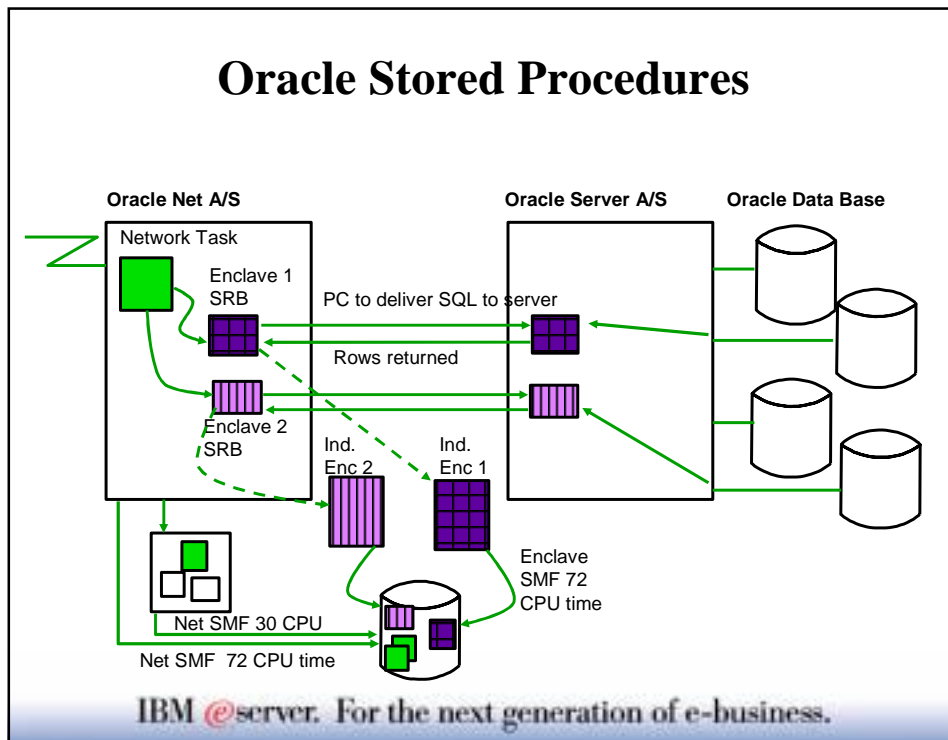 Oracle Stored Procedures
Oracle Net A/S
Oracle Server A/S
Oracle Data Base
Network Task
Enclave 1
SRB
PC to deliver SQL to server
Rows returned
Enclave 2
SRB
Ind.
Enc 2
Ind.
Enc 1
Enclave
SMF 72
CPU time
Net SMF 30 CPU
Net SMF  72 CPU time
IBM @server. For the next generation of e-business.